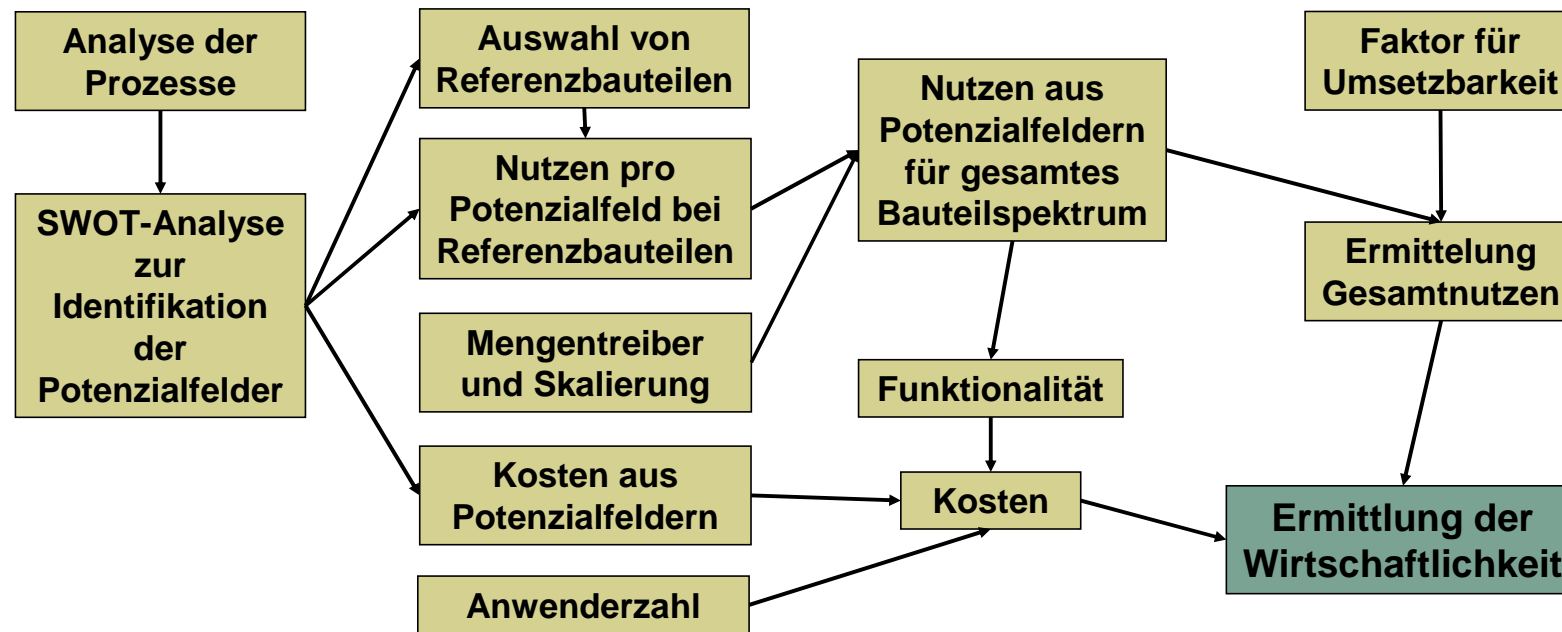 Analyse der
Prozesse
SWOT-Analyse
zur
Identifikation
der
Potenzialfelder
Auswahl von
Referenzbauteilen
Nutzen pro
Potenzialfeld bei
Referenzbauteilen
Mengentreiber
und Skalierung
Kosten aus
Potenzialfeldern
Anwenderzahl
Nutzen aus
Potenzialfeldern
für gesamtes
Bauteilspektrum
Funktionalität
Kosten
Faktor für
Umsetzbarkeit
Ermittelung
Gesamtnutzen
Ermittlung der
Wirtschaftlichkeit